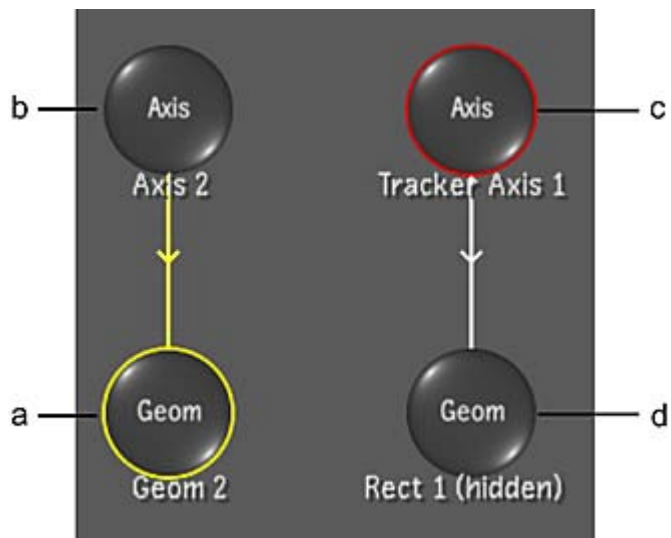 b
Axis
Axis
c
Axis 2
Tracker Axis 1
a
Geom
Geom
d
Geom 2
Rect 1 (hidden)